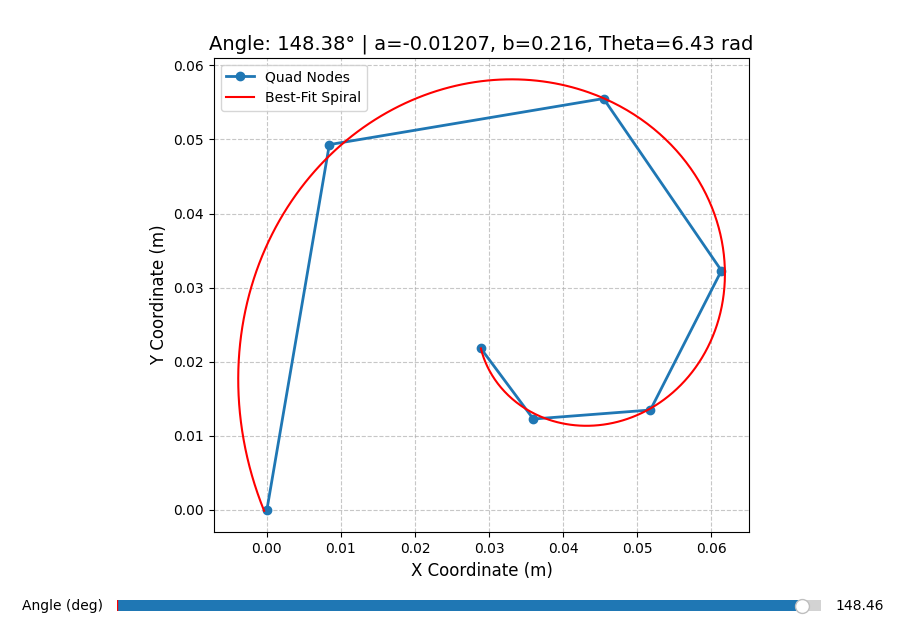 Angle: 148.38° | a=-0.01207, b=0.216, Theta=6.43 rad
Quad Nodes
Best-Fit Spiral
0.06
0.05
0.04
0.03
0.02
0.01
0.00
Y Coordinate (m)
0.00 0.01 0.02 0.03 0.04 0.05 0.06
X Coordinate (m)
Angle (deg) 148.46